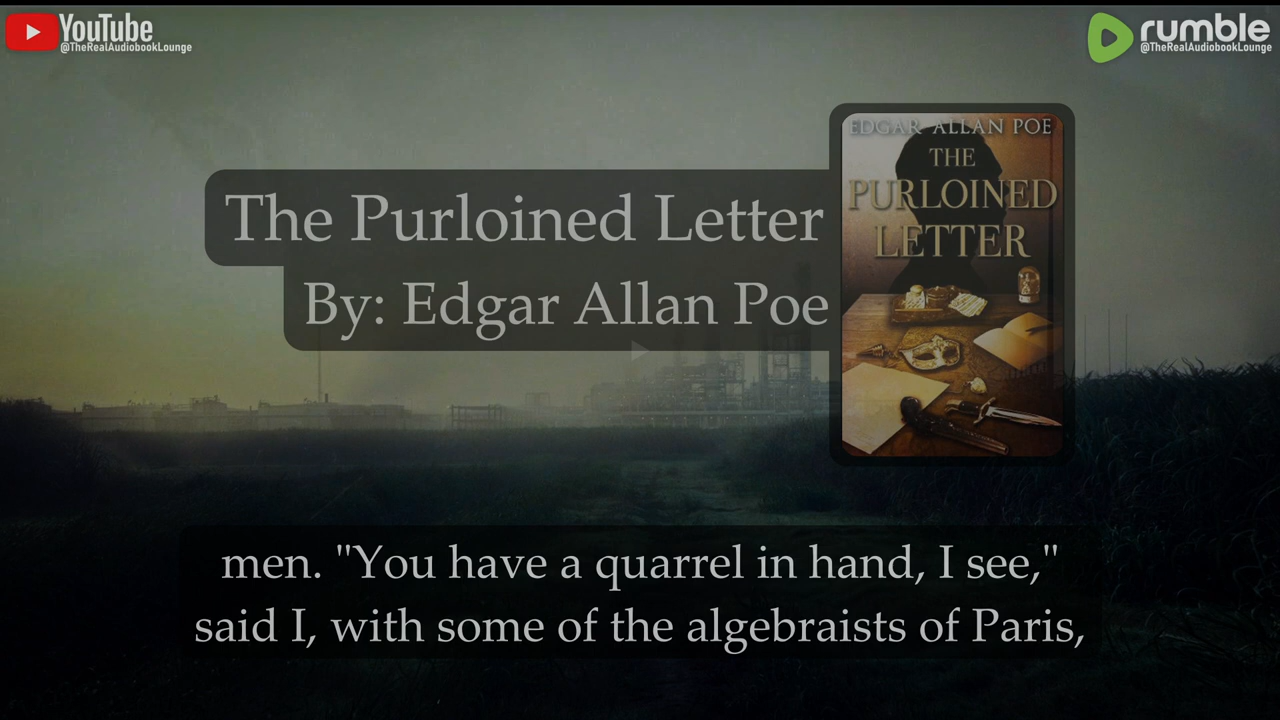 YouTube
@TheRealAudiobookLounge
rumble
@TheRealAudiobookLounge
EDGAR ALLAN POE
THE
PURLOINED
LETTER
The Purloined Letter
By: Edgar Allan Poe
men. "You have a quarrel in hand, I see,"
said I, with some of the algebraists of Paris,